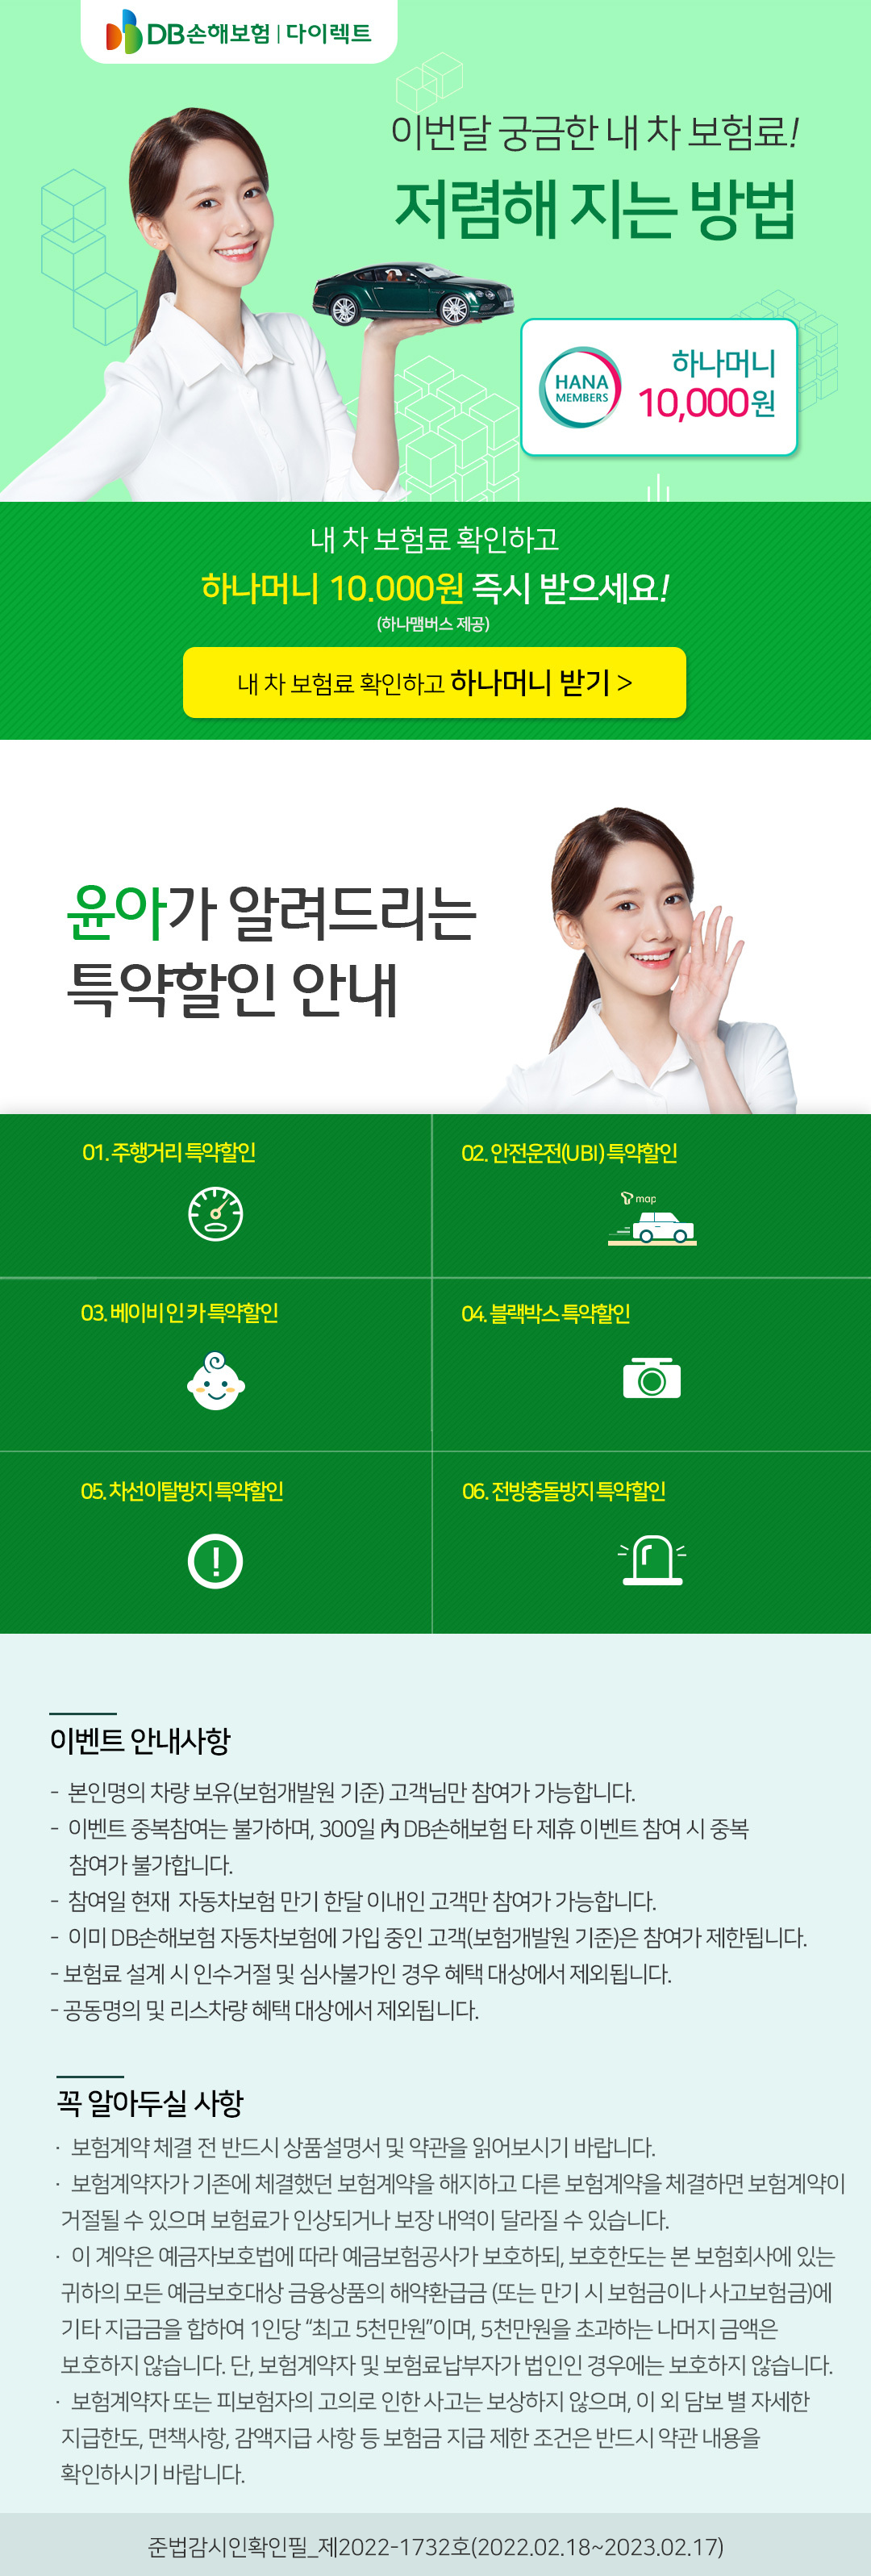 DB손해보험 | 다이렉트
이번달 궁금한 내 차 보험료!
저렴해 지는 방법
HANA
MEMBERS
하나머니
10,000원
내 차 보험료 확인하고
하나머니 10.000원 즉시 받으세요!
(하나맴버스 제공)
내 차 보험료 확인하고 하나머니 받기 >
윤아가 알려드리는
특약할인 안내
01. 주행거리 특약할인
02. 안전운전(UBI) 특약할인
T map
03. 베이비 인 카 특약할인
04. 블랙박스 특약할인
05. 차선이탈방지 특약할인
06. 전방충돌방지 특약할인
이벤트 안내사항
- 본인명의 차량 보유(보험개발원 기준) 고객님만 참여가 가능합니다.
- 이벤트 중복참여는 불가하며, 300일 內 DB손해보험 타 제휴 이벤트 참여 시 중복
참여가 불가합니다.
- 참여일 현재 자동차보험 만기 한달 이내인 고객만 참여가 가능합니다.
- 이미 DB손해보험 자동차보험에 가입 중인 고객(보험개발원 기준)은 참여가 제한됩니다.
- 보험료 설계 시 인수거절 및 심사불가인 경우 혜택 대상에서 제외됩니다.
- 공동명의 및 리스차량 혜택 대상에서 제외됩니다.
꼭 알아두실 사항
· 보험계약 체결 전 반드시 상품설명서 및 약관을 읽어보시기 바랍니다.
· 보험계약자가 기존에 체결했던 보험계약을 해지하고 다른 보험계약을 체결하면 보험계약이
거절될 수 있으며 보험료가 인상되거나 보장 내역이 달라질 수 있습니다.
· 이 계약은 예금자보호법에 따라 예금보험공사가 보호하되, 보호한도는 본 보험회사에 있는
귀하의 모든 예금보호대상 금융상품의 해약환급금 (또는 만기 시 보험금이나 사고보험금)에
기타 지급금을 합하여 1인당 “최고 5천만원”이며, 5천만원을 초과하는 나머지 금액은
보호하지 않습니다. 단, 보험계약자 및 보험료납부자가 법인인 경우에는 보호하지 않습니다.
· 보험계약자 또는 피보험자의 고의로 인한 사고는 보상하지 않으며, 이 외 담보 별 자세한
지급한도, 면책사항, 감액지급 사항 등 보험금 지급 제한 조건은 반드시 약관 내용을
확인하시기 바랍니다.
준법감시인확인필_제2022-1732호(2022.02.18~2023.02.17)